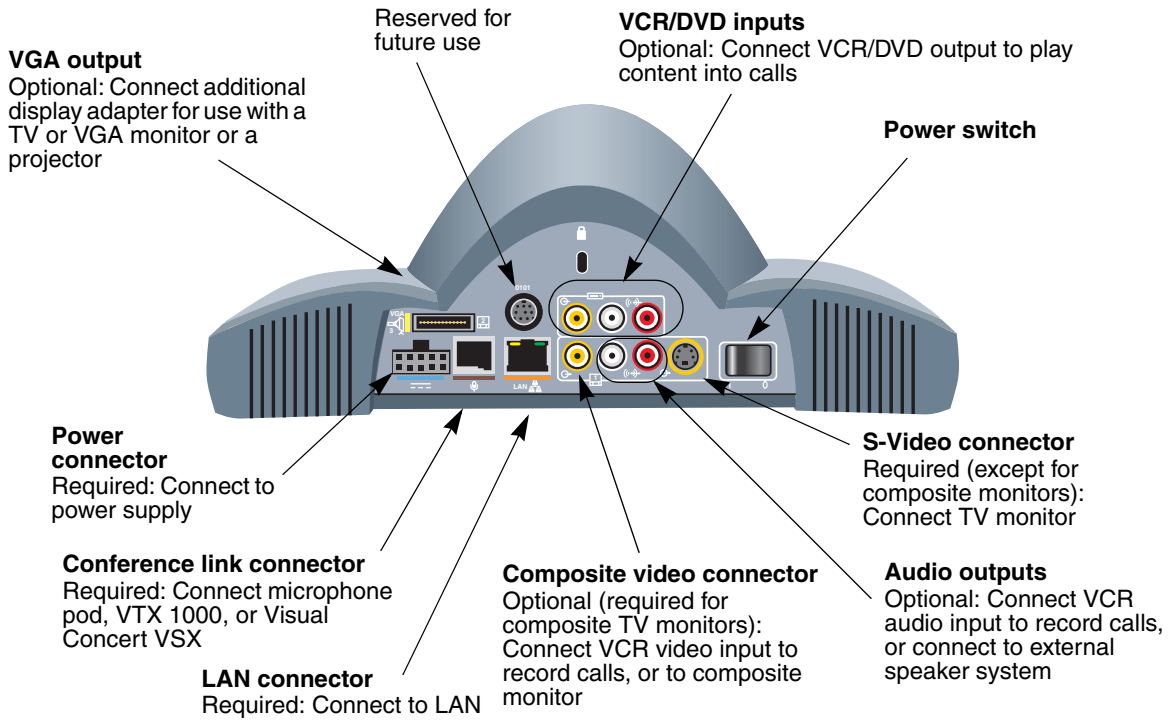 Reserved for
future use
VCR/DVD inputs
Optional: Connect VCR/DVD output to play
content into calls
VGA output
Optional: Connect additional
display adapter for use with a
TV or VGA monitor or a
projector
Power switch
0101
VGA
3
2
LAN
1
Power
connector
Required: Connect to
power supply
S-Video connector
Required (except for
composite monitors):
Connect TV monitor
Conference link connector
Required: Connect microphone
pod, VTX 1000, or Visual
Concert VSX
Composite video connector
Optional (required for
composite TV monitors):
Connect VCR video input to
record calls, or to composite
monitor
Audio outputs
Optional: Connect VCR
audio input to record calls,
or connect to external
speaker system
LAN connector
Required: Connect to LAN